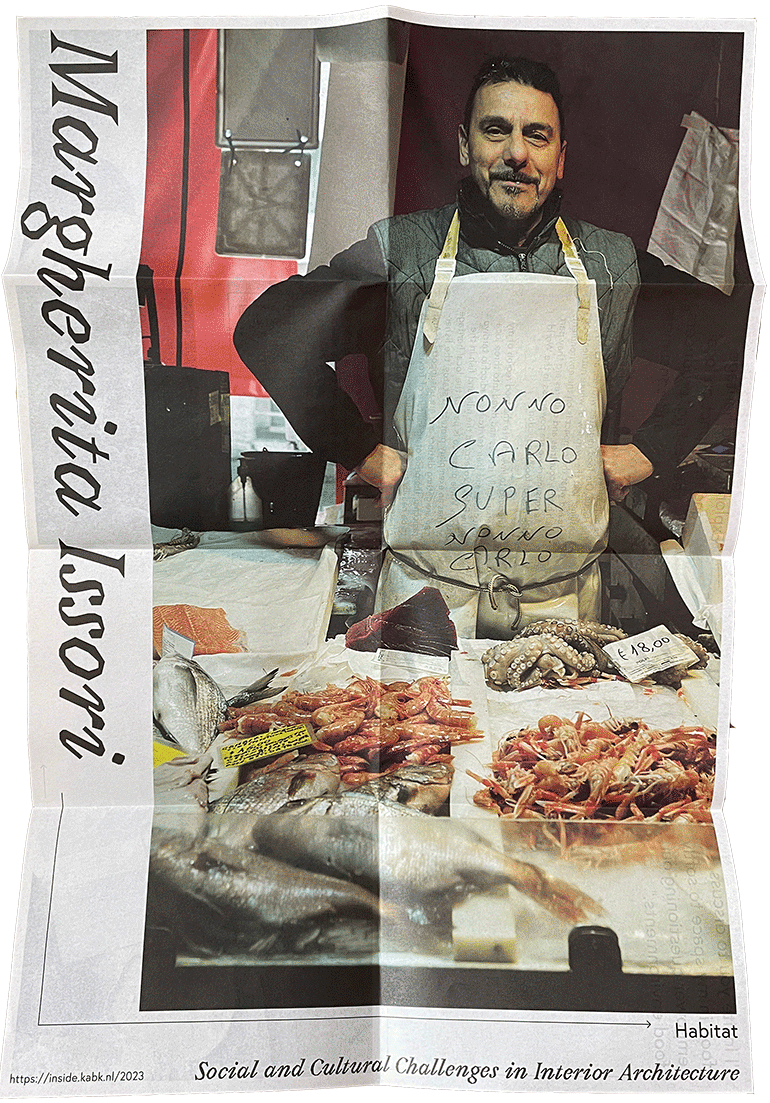 Margherita Issori
NONNO
CARLO
SUPER
NONNO
CARLO
€18,00
Habitat
https://inside.kabk.nl/2023
Social and Cultural Challenges in Interior Architecture